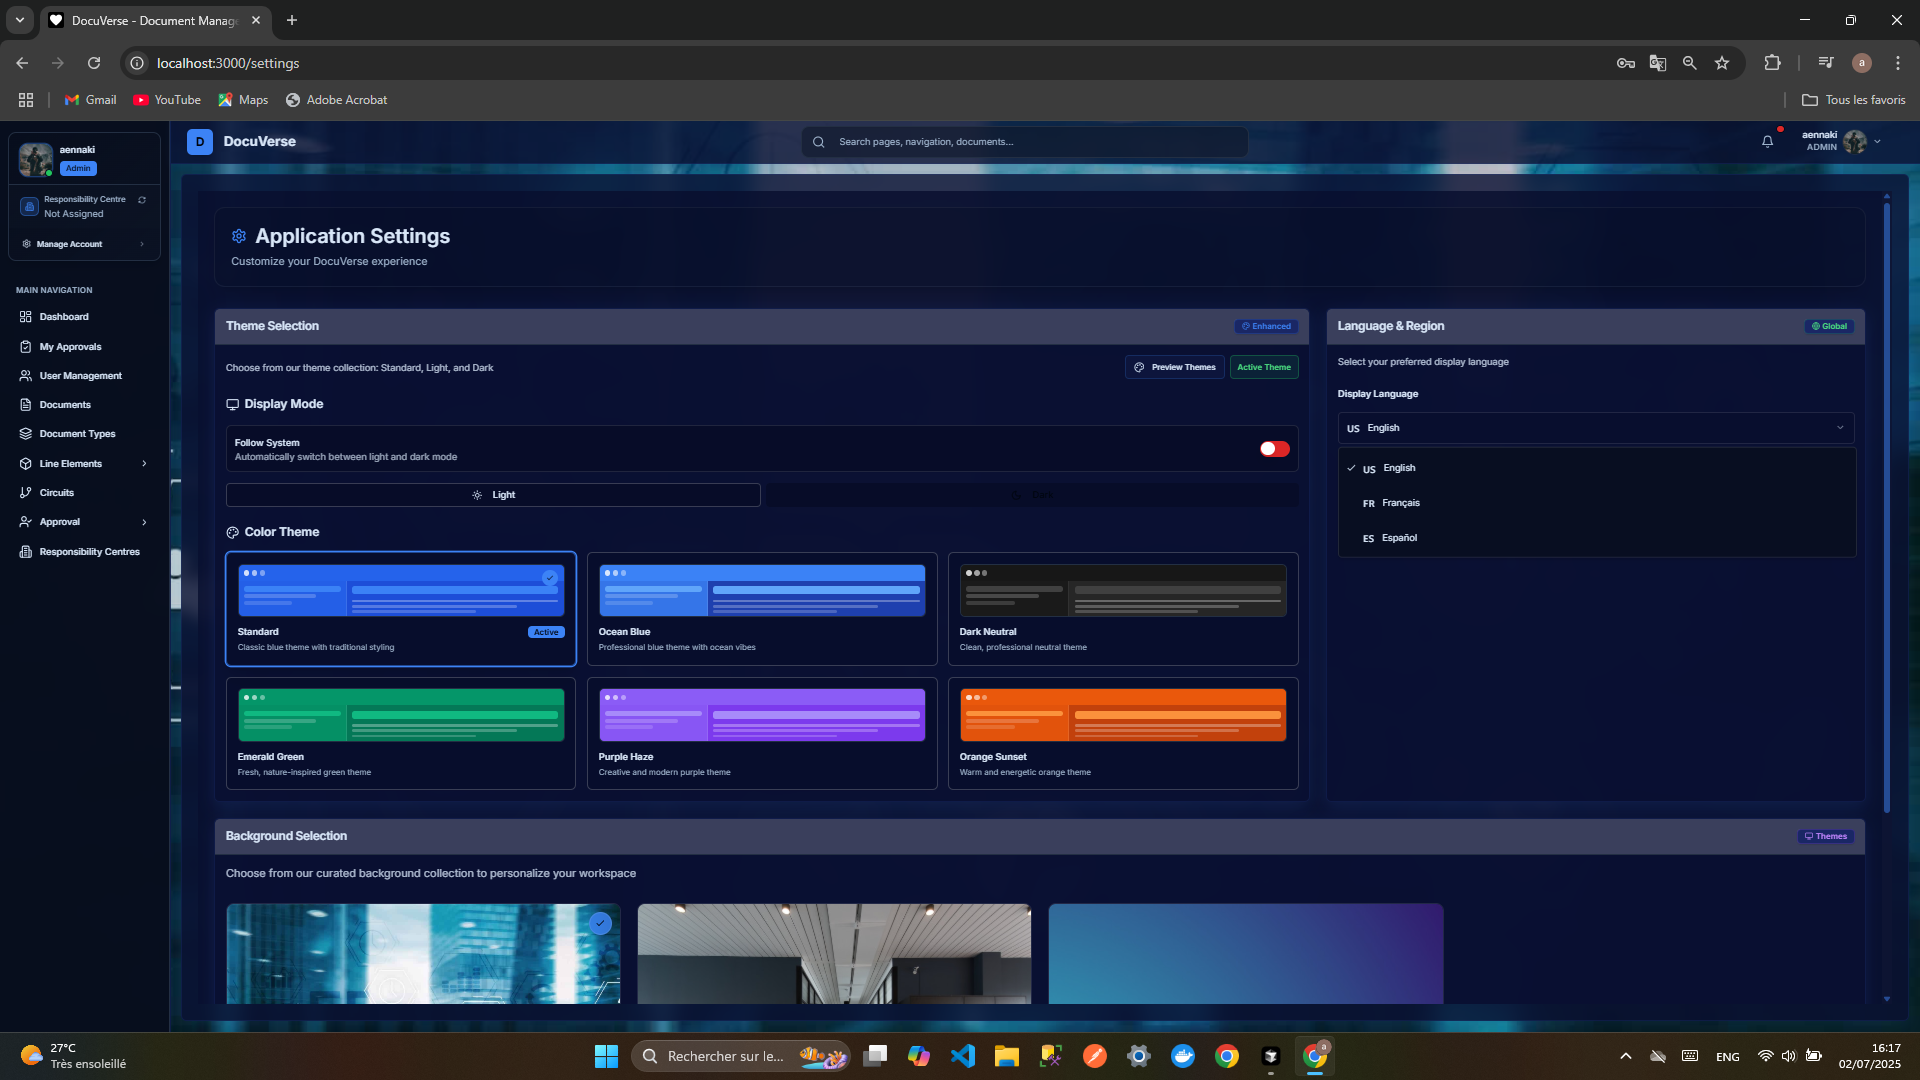 DocuVerse - Document Manag
localhost:3000/settings
Gmail
YouTube
Maps
Adobe Acrobat
Tous les favoris
a
aennaki
Admin
Responsibility Centre
Not Assigned
Manage Account
MAIN NAVIGATION
Dashboard
My Approvals
User Management
Documents
Document Types
Line Elements
Circuits
Approval
Responsibility Centres
D
DocuVerse
Search pages, navigation, documents...
aennaki
ADMIN
Application Settings
Customize your DocuVerse experience
Theme Selection
Enhanced
Choose from our theme collection: Standard, Light, and Dark
Preview Themes
Active Theme
Display Mode
Follow System
Automatically switch between light and dark mode
Light
Dark
Color Theme
Standard
Active
Classic blue theme with traditional styling
Ocean Blue
Professional blue theme with ocean vibes
Dark Neutral
Clean, professional neutral theme
Emerald Green
Fresh, nature-inspired green theme
Purple Haze
Creative and modern purple theme
Orange Sunset
Warm and energetic orange theme
Language & Region
Global
Select your preferred display language
Display Language
US English
US English
FR Français
ES Español
Background Selection
Themes
Choose from our curated background collection to personalize your workspace
27°C
Très ensoleillé
Rechercher sur le...
a
ENG
16:17
02/07/2025